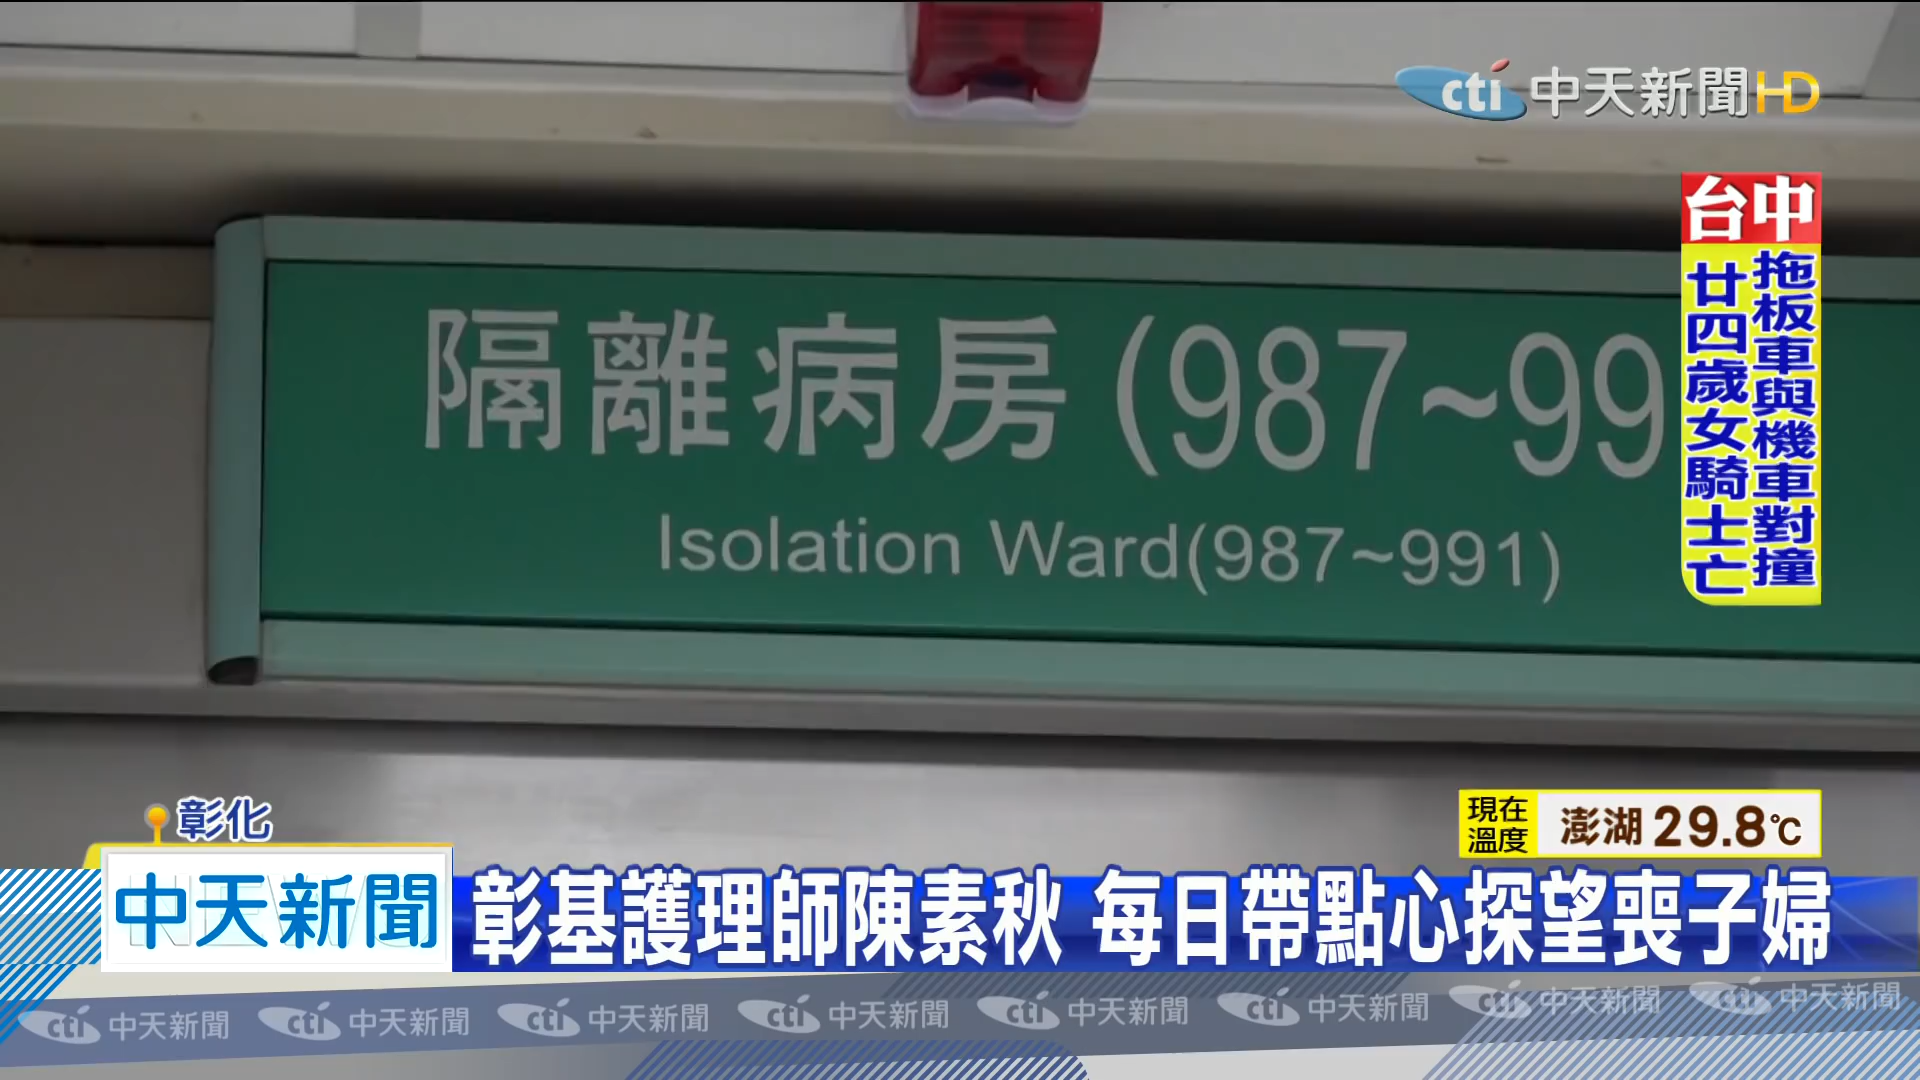 cti 中天新聞HD
台中
拖板車與機車對撞
廿四歲女騎士亡
隔離病房(987~99
Isolation Ward(987~991)
彰化
現在
溫度
澎湖 29.8℃
中天新聞
彰基護理師陳素秋 每日帶點心探望喪子婦
cti 中天新聞 cti 中天新聞 cti 中天新聞 cti 中天新聞 cti 中天新聞 cti 中天新聞 cti 中天新聞 cti 中天新聞